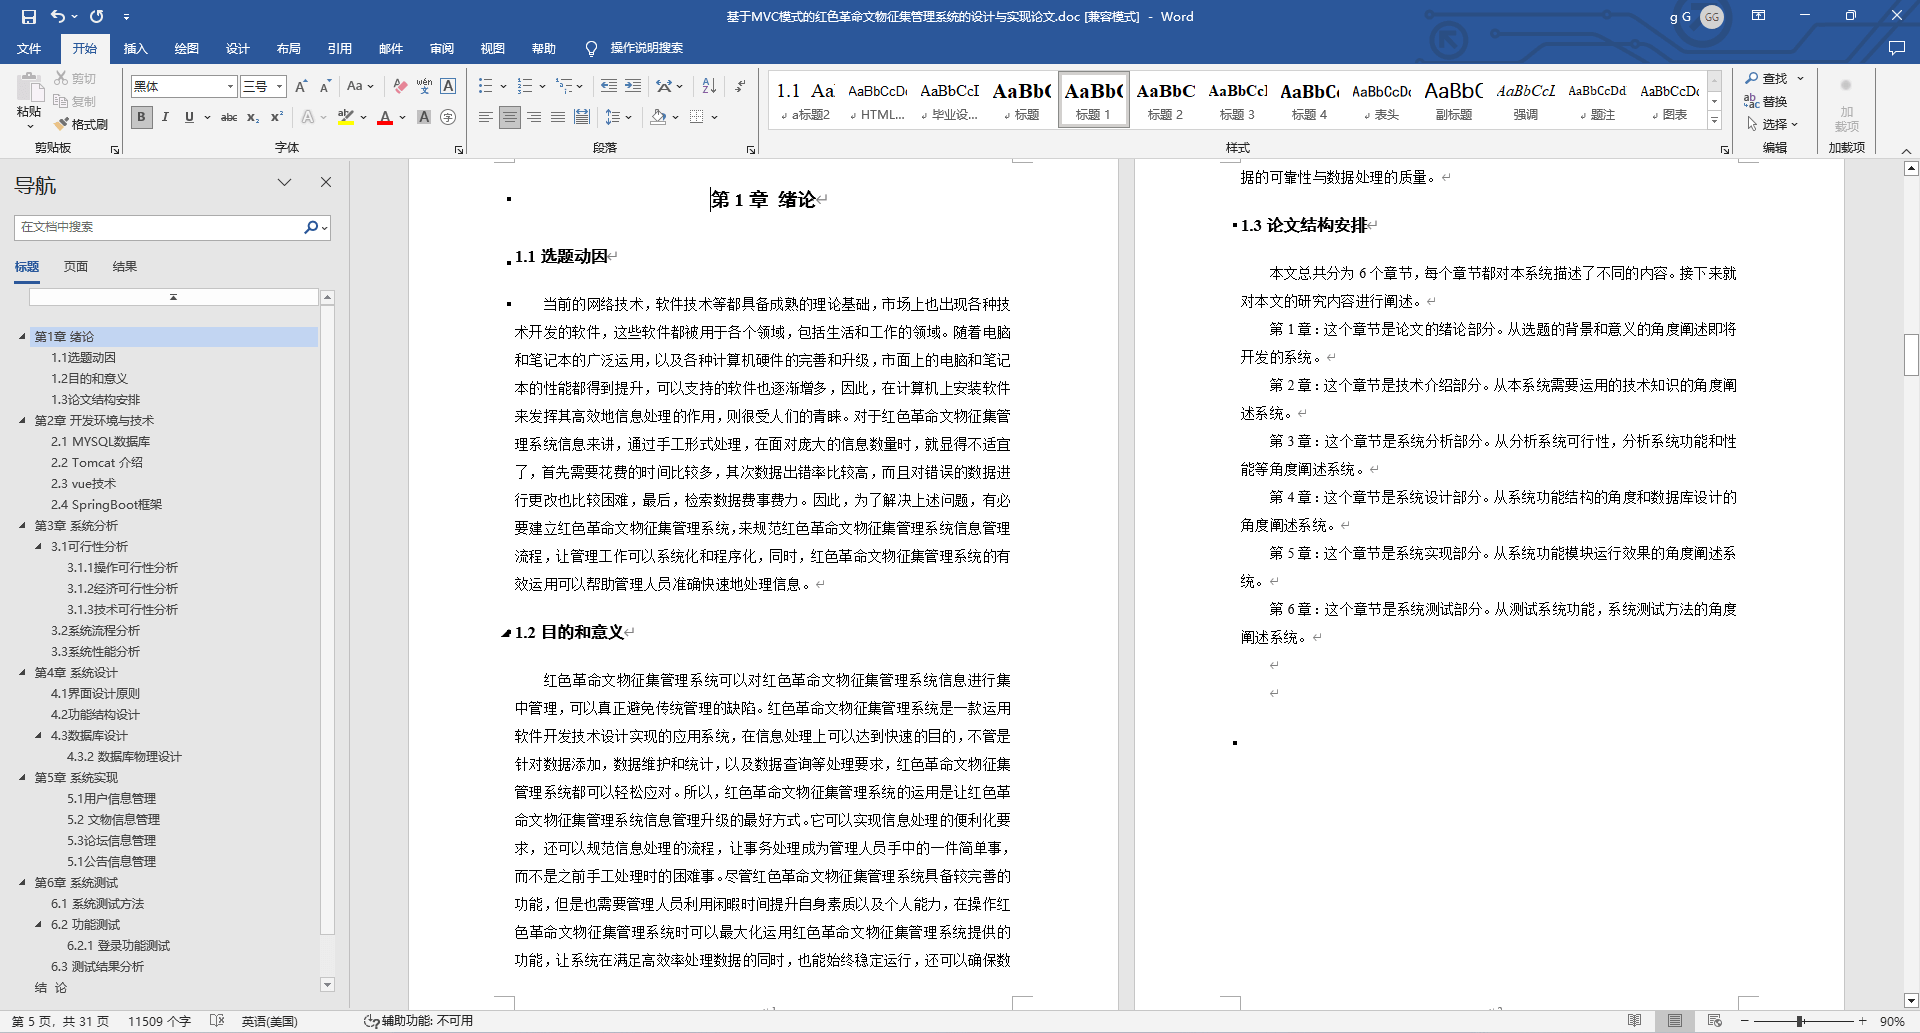 基于MVC模式的红色革命文物征集管理系统的设计与实现论文.doc [兼容模式] - Word
g G
GG
文件 开始 插入 绘图 设计 布局 引用 邮件 审阅 视图 帮助 操作说明搜索
粘贴
剪切
复制
格式刷
剪贴板
黑体 三号
字体
段落
1.1 Aa AaBbCcDc AaBbCcD AaBb( AaBb( AaBbC AaBbCcI AaBbC AaBbCcDc AaBbC AaBbCcL AaBbCcDd AaBbCcDc
a标题2 HTML... 毕业设... 标题 标题 1 标题 2 标题 3 标题 4 表头 副标题 强调 题注 图表
样式
查找
替换
选择
编辑
加
载项
加载项
导航
在文档中搜索
标题 页面 结果
第1章 绪论
1.1选题动因
1.2目的和意义
1.3论文结构安排
第2章 开发环境与技术
2.1 MYSQL数据库
2.2 Tomcat 介绍
2.3 vue技术
2.4 SpringBoot框架
第3章 系统分析
3.1可行性分析
3.1.1操作可行性分析
3.1.2经济可行性分析
3.1.3技术可行性分析
3.2系统流程分析
3.3系统性能分析
第4章 系统设计
4.1界面设计原则
4.2功能结构设计
4.3数据库设计
4.3.2 数据库物理设计
第5章 系统实现
5.1用户信息管理
5.2 文物信息管理
5.3论坛信息管理
5.1公告信息管理
第6章 系统测试
6.1 系统测试方法
6.2 功能测试
6.2.1 登录功能测试
6.3 测试结果分析
结 论
第 1 章 绪论
1.1 选题动因
当前的网络技术，软件技术等都具备成熟的理论基础，市场上也出现各种技
术开发的软件，这些软件都被用于各个领域，包括生活和工作的领域。随着电脑
和笔记本的广泛运用，以及各种计算机硬件的完善和升级，市面上的电脑和笔记
本的性能都得到提升，可以支持的软件也逐渐增多，因此，在计算机上安装软件
来发挥其高效地信息处理的作用，则很受人们的青睐。对于红色革命文物征集管
理系统信息来讲，通过手工形式处理，在面对庞大的信息数量时，就显得不适宜
了，首先需要花费的时间比较多，其次数据出错率比较高，而且对错误的数据进
行更改也比较困难，最后，检索数据费事费力。因此，为了解决上述问题，有必
要建立红色革命文物征集管理系统，来规范红色革命文物征集管理系统信息管理
流程，让管理工作可以系统化和程序化，同时，红色革命文物征集管理系统的有
效运用可以帮助管理人员准确快速地处理信息。
1.2 目的和意义
红色革命文物征集管理系统可以对红色革命文物征集管理系统信息进行集
中管理，可以真正避免传统管理的缺陷。红色革命文物征集管理系统是一款运用
软件开发技术设计实现的应用系统，在信息处理上可以达到快速的目的，不管是
针对数据添加，数据维护和统计，以及数据查询等处理要求，红色革命文物征集
管理系统都可以轻松应对。所以，红色革命文物征集管理系统的运用是让红色革
命文物征集管理系统信息管理升级的最好方式。它可以实现信息处理的便利化要
求，还可以规范信息处理的流程，让事务处理成为管理人员手中的一件简单事，
而不是之前手工处理时的困难事。尽管红色革命文物征集管理系统具备较完善的
功能，但是也需要管理人员利用闲暇时间提升自身素质以及个人能力，在操作红
色革命文物征集管理系统时可以最大化运用红色革命文物征集管理系统提供的
功能，让系统在满足高效率处理数据的同时，也能始终稳定运行，还可以确保数
据的可靠性与数据处理的质量。
1.3 论文结构安排
本文总共分为 6 个章节，每个章节都对本系统描述了不同的内容。接下来就
对本文的研究内容进行阐述。
第 1 章：这个章节是论文的绪论部分。从选题的背景和意义的角度阐述即将
开发的系统。
第 2 章：这个章节是技术介绍部分。从本系统需要运用的技术知识的角度阐
述系统。
第 3 章：这个章节是系统分析部分。从分析系统可行性，分析系统功能和性
能等角度阐述系统。
第 4 章：这个章节是系统设计部分。从系统功能结构的角度和数据库设计的
角度阐述系统。
第 5 章：这个章节是系统实现部分。从系统功能模块运行效果的角度阐述系
统。
第 6 章：这个章节是系统测试部分。从测试系统功能，系统测试方法的角度
阐述系统。
第 5 页，共 31 页 11509 个字 英语(美国) 辅助功能: 不可用 90%